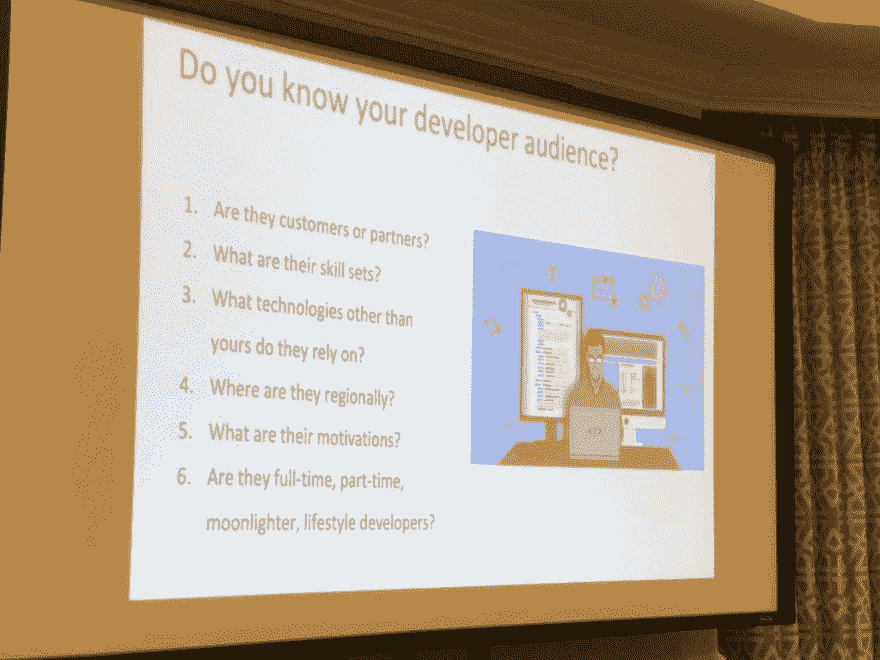 Do you know your developer audience?
1. Are they customers or partners?
2. What are their skill sets?
3. What technologies other than
yours do they rely on?
4. Where are they regionally?
5. What are their motivations?
6. Are they full-time, part-time,
moonlighter, lifestyle developers?